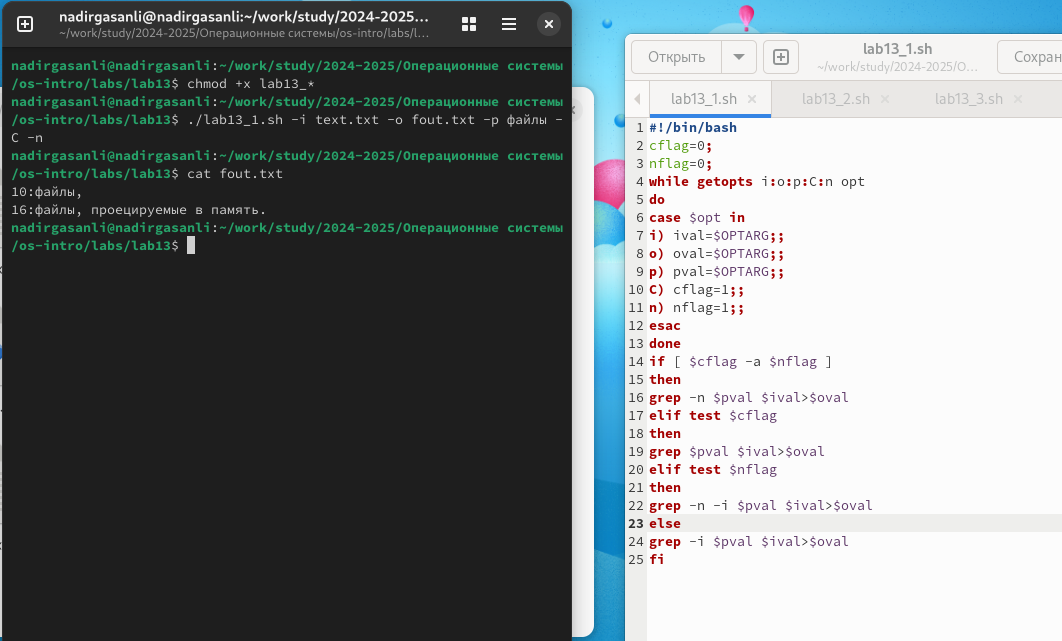 nadirgasanli@nadirgasanli:~/work/study/2024-2025...
~/work/study/2024-2025/Операционные системы/os-intro/labs/l...
nadirgasanli@nadirgasanli:~/work/study/2024-2025/Операционные системы
/os-intro/labs/lab13$ chmod +x lab13_*
nadirgasanli@nadirgasanli:~/work/study/2024-2025/Операционные системы
/os-intro/labs/lab13$ ./lab13_1.sh -i text.txt -o fout.txt -p файлы -
C -n
nadirgasanli@nadirgasanli:~/work/study/2024-2025/Операционные системы
/os-intro/labs/lab13$ cat fout.txt
10:файлы,
16:файлы, проецируемые в память.
nadirgasanli@nadirgasanli:~/work/study/2024-2025/Операционные системы
/os-intro/labs/lab13$
Открыть
lab13_1.sh
~/work/study/2024-2025/О...
Сохран
lab13_1.sh
lab13_2.sh
lab13_3.sh
1 #!/bin/bash
2 cflag=0;
3 nflag=0;
4 while getopts i:o:p:C:n opt
5 do
6 case $opt in
7 i) ival=$OPTARG;;
8 o) oval=$OPTARG;;
9 p) pval=$OPTARG;;
10 C) cflag=1;;
11 n) nflag=1;;
12 esac
13 done
14 if [ $cflag -a $nflag ]
15 then
16 grep -n $pval $ival>$oval
17 elif test $cflag
18 then
19 grep $pval $ival>$oval
20 elif test $nflag
21 then
22 grep -n -i $pval $ival>$oval
23 else
24 grep -i $pval $ival>$oval
25 fi